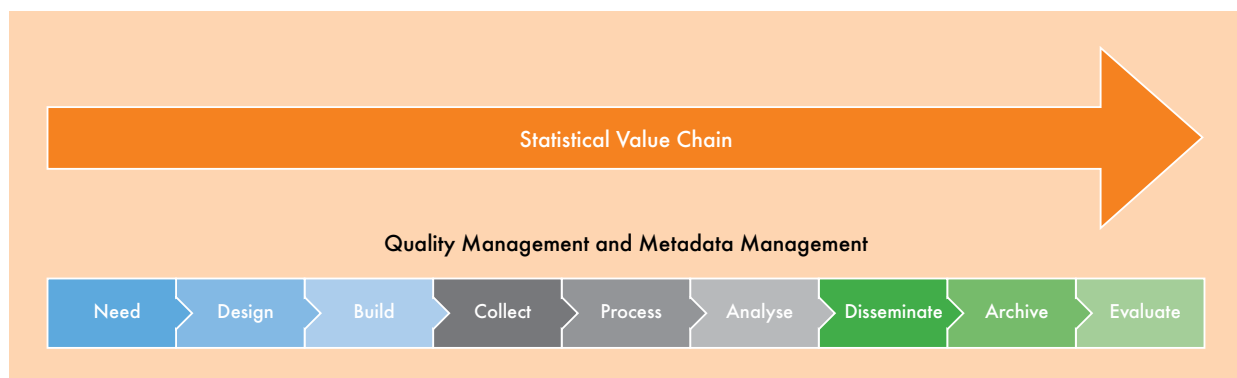 Statistical Value Chain
Quality Management and Metadata Management
Need Design Build Collect Process Analyse Disseminate Archive Evaluate